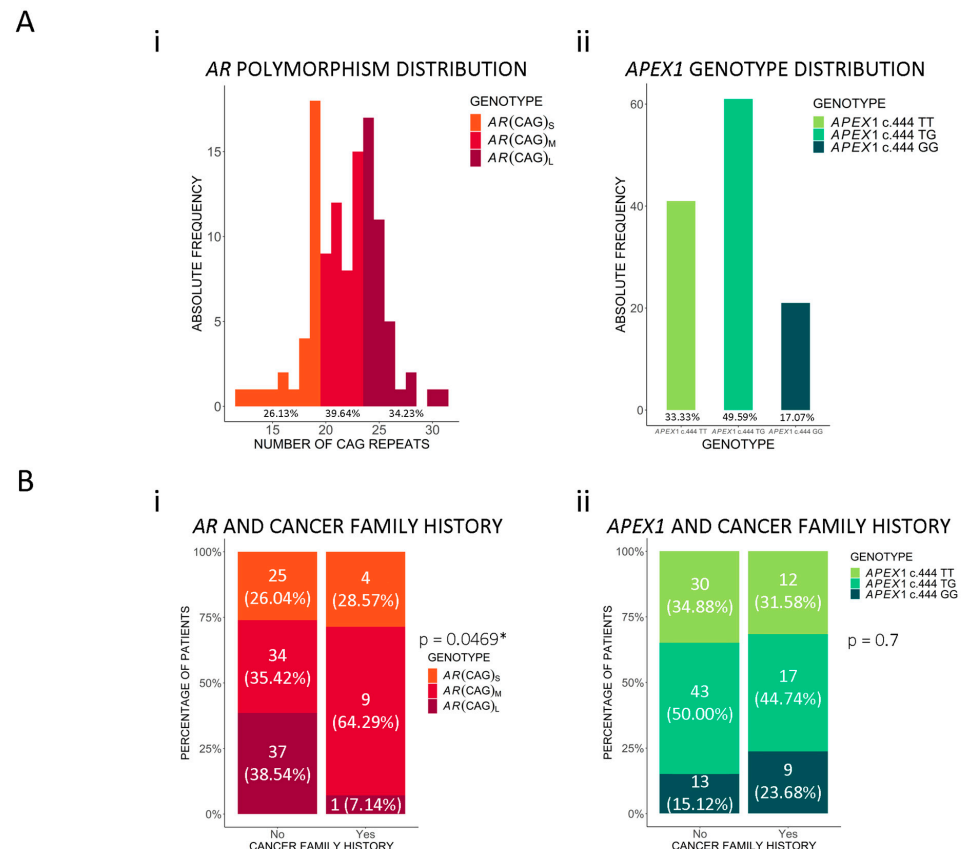 A
i
AR POLYMORPHISM DISTRIBUTION
GENOTYPE
AR(CAG)S
AR(CAG)M
AR(CAG)L
ABSOLUTE FREQUENCY
15
10
5
0
26.13% 39.64% 34.23%
15 20 25 30
NUMBER OF CAG REPEATS
ii
APEX1 GENOTYPE DISTRIBUTION
GENOTYPE
APEX1 c.444 TT
APEX1 c.444 TG
APEX1 c.444 GG
ABSOLUTE FREQUENCY
60
40
20
0
33.33% 49.59% 17.07%
APEX1 c.444 TT APEX1 c.444 TG APEX1 c.444 GG
GENOTYPE
B
i
AR AND CANCER FAMILY HISTORY
PERCENTAGE OF PATIENTS
100%
75%
50%
25%
0%
25
(26.04%)
34
(35.42%)
37
(38.54%)
4
(28.57%)
9
(64.29%)
1 (7.14%)
p = 0.0469*
GENOTYPE
AR(CAG)S
AR(CAG)M
AR(CAG)L
No Yes
CANCER FAMILY HISTORY
ii
APEX1 AND CANCER FAMILY HISTORY
PERCENTAGE OF PATIENTS
100%
75%
50%
25%
0%
30
(34.88%)
43
(50.00%)
13
(15.12%)
12
(31.58%)
17
(44.74%)
9
(23.68%)
GENOTYPE
APEX1 c.444 TT
APEX1 c.444 TG
APEX1 c.444 GG
p = 0.7
No Yes
CANCER FAMILY HISTORY